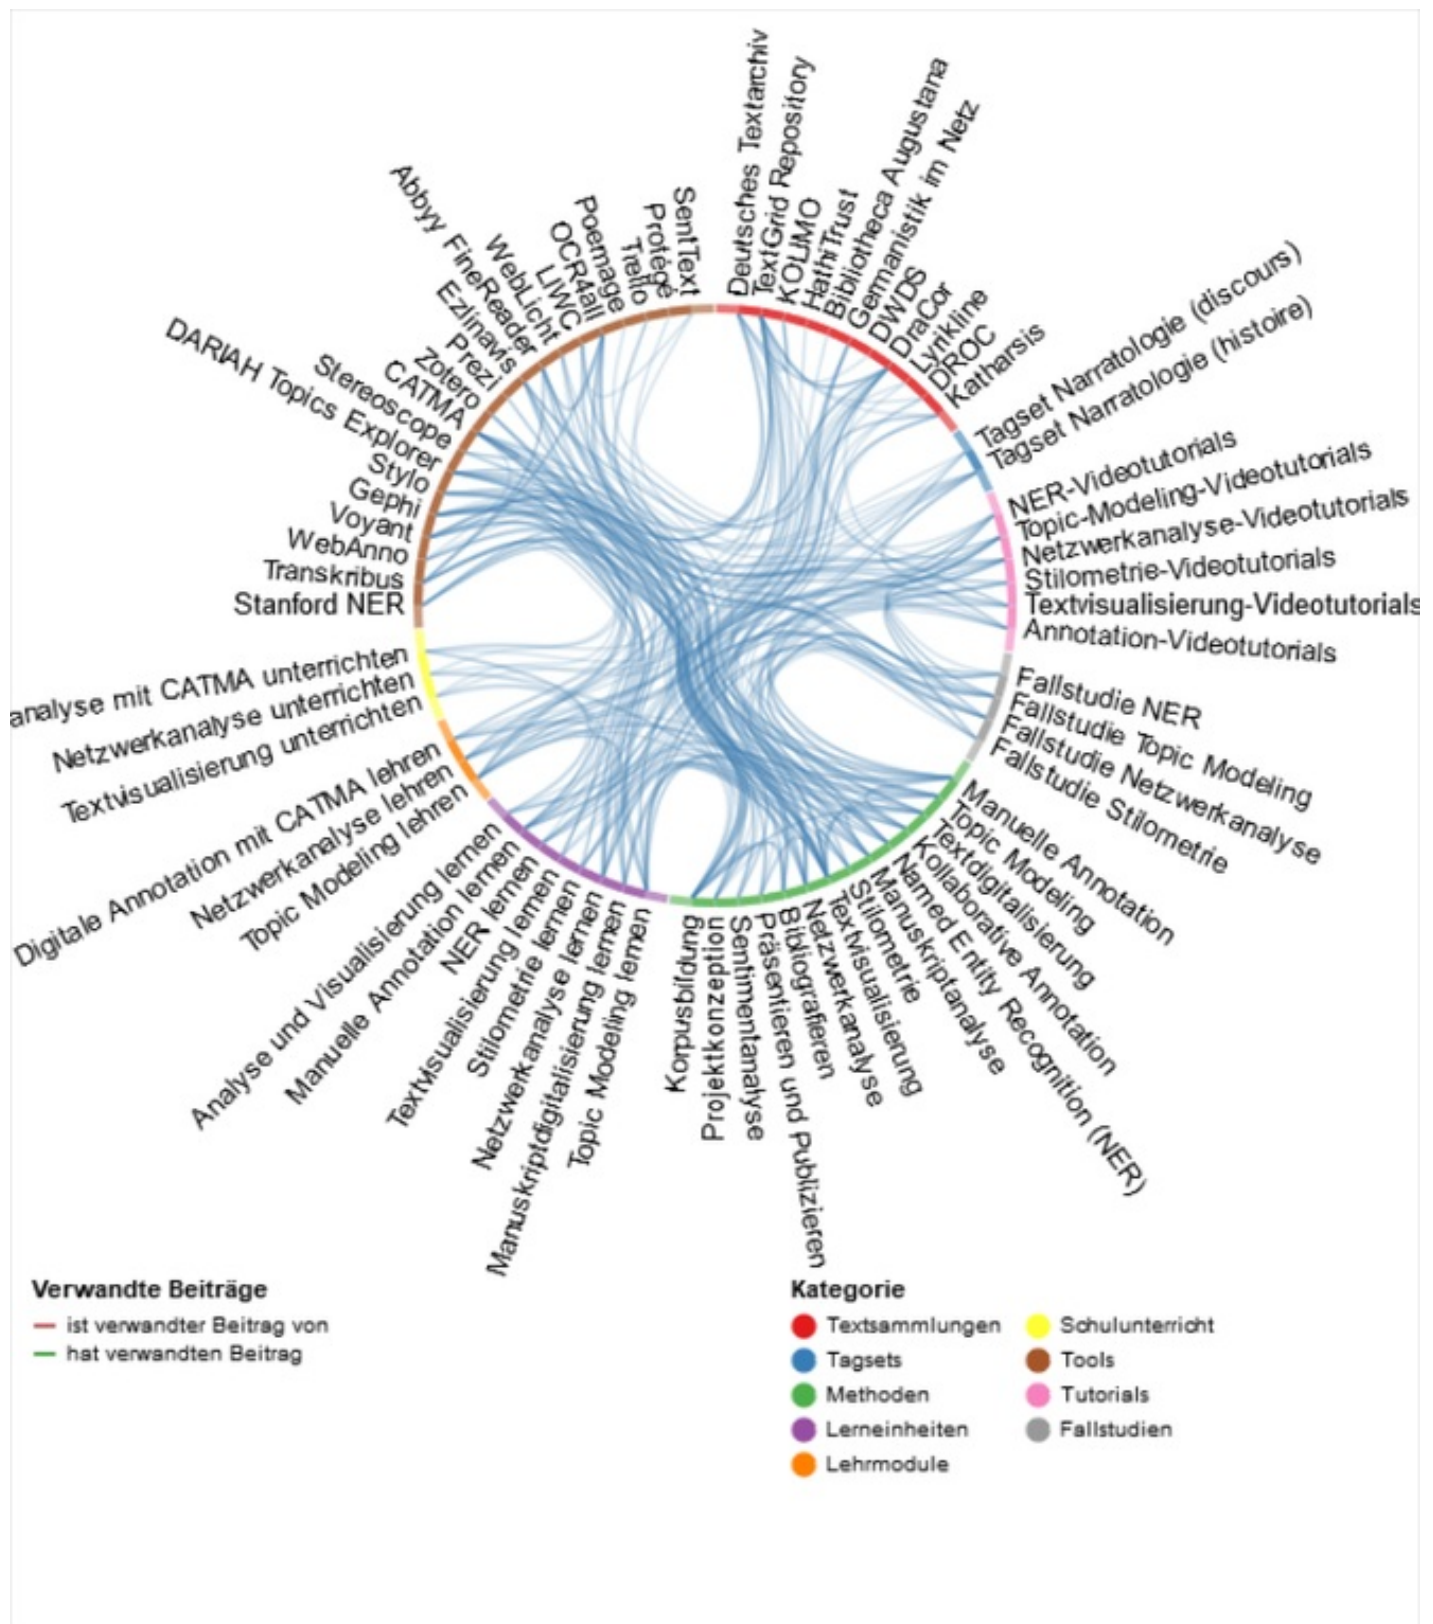 Deutsches Textarchiv
TextGrid Repository
KOLIMO
HathiTrust
Bibliotheca Augustana
Germanistik im Netz
DWDS
DraCor
Lyrikline
DROC
Katharsis
Tagset Narratologie (discours)
Tagset Narratologie (histoire)
NER-Videotutorials
Topic-Modeling-Videotutorials
Netzwerkanalyse-Videotutorials
Stilometrie-Videotutorials
Textvisualisierung-Videotutorials
Annotation-Videotutorials
Fallstudie NER
Fallstudie Topic Modeling
Fallstudie Netzwerkanalyse
Fallstudie Stilometrie
Manuelle Annotation
Topic Modeling
Textdigitalisierung
Kollaborative Annotation
Named Entity Recognition (NER)
Manuskriptanalyse
Stilometrie
Textvisualisierung
Netzwerkanalyse
Bibliografieren
Präsentieren und Publizieren
Sentimentanalyse
Projektkonzeption
Korpusbildung
Topic Modeling lernen
Manuskriptdigitalisierung lernen
Netzwerkanalyse lernen
Stilometrie lernen
Textvisualisierung lernen
NER lernen
Manuelle Annotation lernen
Analyse und Visualisierung lernen
Topic Modeling lehren
Netzwerkanalyse lehren
Digitale Annotation mit CATMA lehren
Textvisualisierung unterrichten
Netzwerkanalyse unterrichten
analyse mit CATMA unterrichten
Stanford NER
Transkribus
WebAnno
Voyant
Gephi
Stylo
DARIAH Topics Explorer
Stereoscope
CATMA
Zotero
Prezi
Ezlinavis
Abbyy FineReader
WebLicht
LIWC
OCR4all
Poemage
Trello
Protégé
SentText
Verwandte Beiträge
ist verwandter Beitrag von
hat verwandten Beitrag
Kategorie
Textsammlungen
Tagsets
Methoden
Lerneinheiten
Lehrmodule
Schulunterricht
Tools
Tutorials
Fallstudien